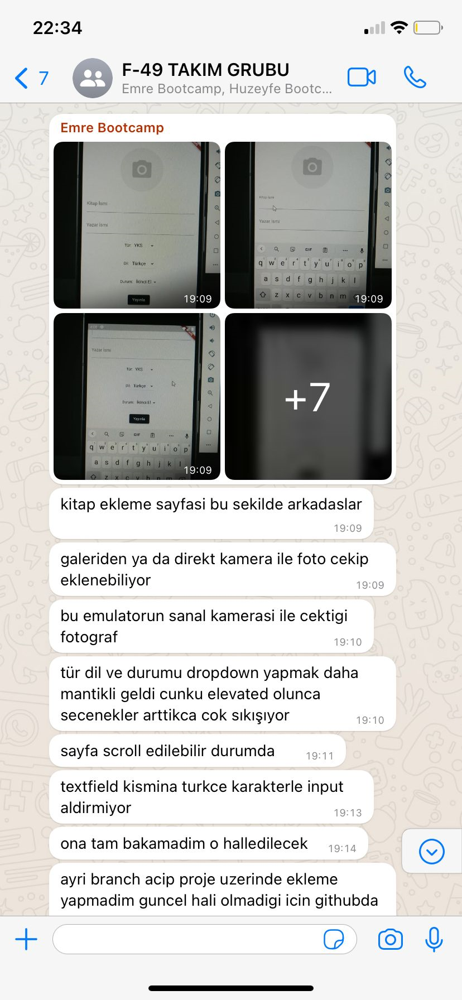 22:34
7
F-49 TAKIM GRUBU
Emre Bootcamp, Huzeyfe Bootc...
Emre Bootcamp
Kitap İsmi
Yazar İsmi
Tür: YKS
Dil: Türkçe
Durum: İkinci El
Yayınla
19:09
Kitap İsmi
Yazar İsmi
GIF
q w e r t y u i o p
a s d f g h j k l
z x c v b n m
19:09
Yazar İsmi
Tür: YKS
Dil: Türkçe
Durum: İkinci El
Yayınla
GIF
q w e r t y u i o p
a s d f g h j k l
z x c v b n m
19:09
+7
kitap ekleme sayfasi bu sekilde arkadaslar
19:09
galeriden ya da direkt kamera ile foto cekip
eklenebiliyor
19:09
bu emulatorun sanal kamerasi ile cektigi
fotograf
19:10
tür dil ve durumu dropdown yapmak daha
mantikli geldi cunku elevated olunca
secenekler arttikca cok sıkışıyor
19:10
sayfa scroll edilebilir durumda
19:11
textfield kismina turkce karakterle input
aldirmiyor
19:13
ona tam bakamadim o halledilecek
19:14
ayri branch acip proje uzerinde ekleme
yapmadim guncel hali olmadigi icin githubda